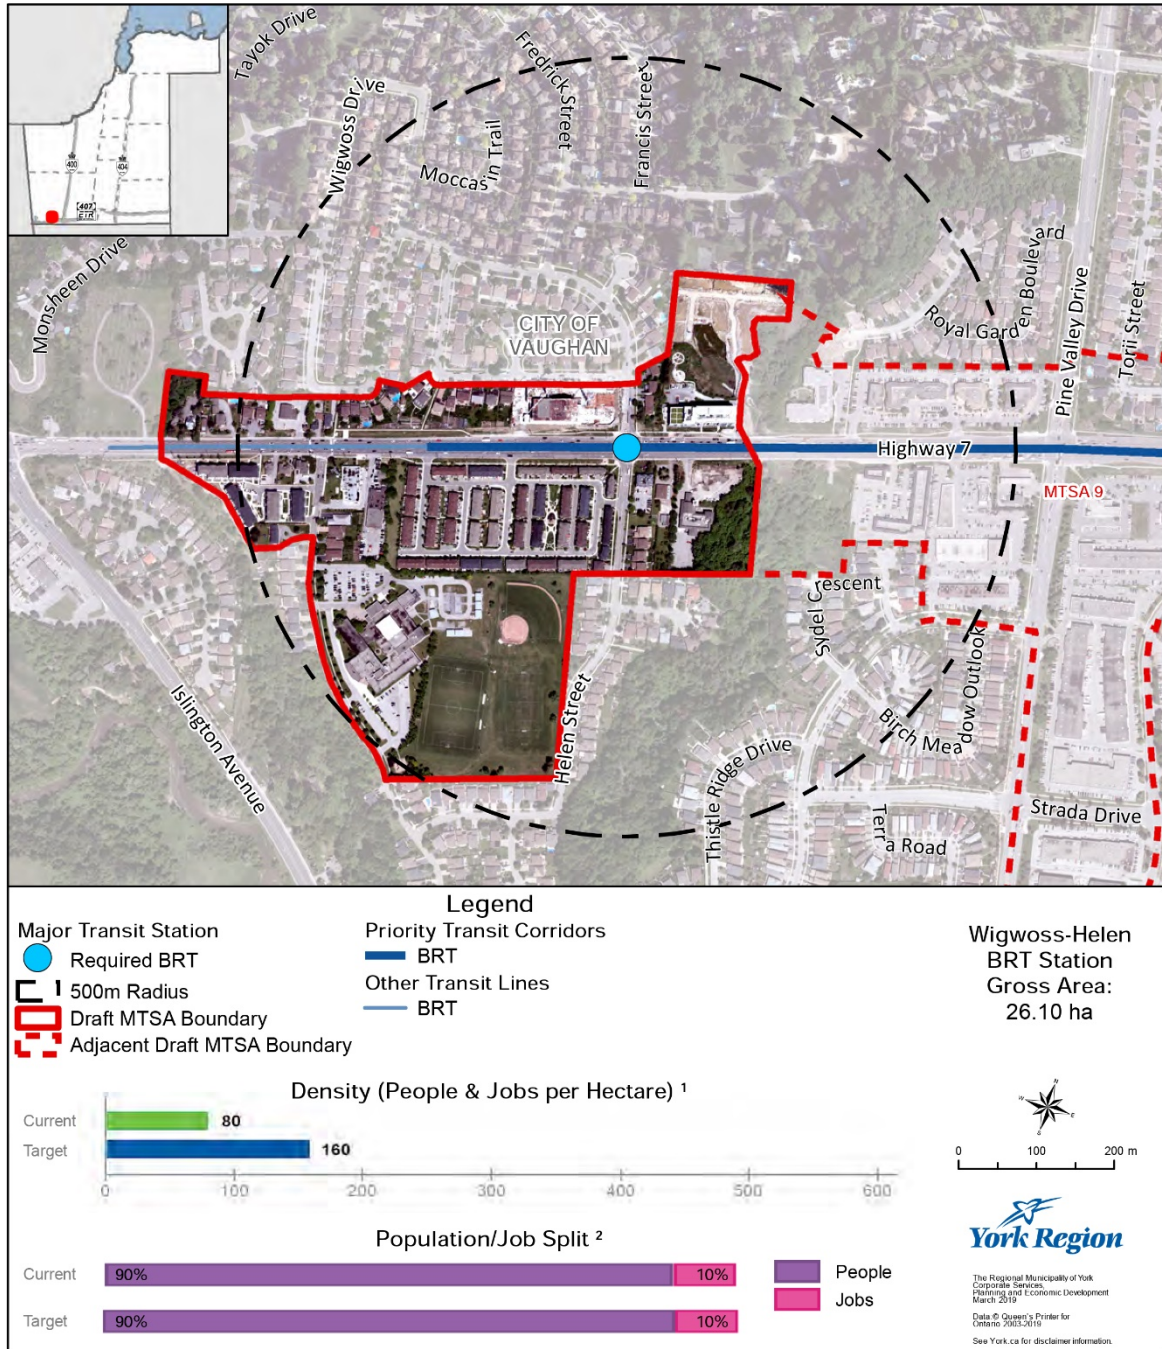 Tayok Drive
Fredrick Street
Francis Street
Wigwoss Drive
Moccasin Trail
400
404
407
ETR
Monsheen Drive
CITY OF
VAUGHAN
Royal Garden Boulevard
Pine Valley Drive
Torii Street
Highway 7
MTSA 9
Sydel Crescent
Islington Avenue
Helen Street
Birch Meadow Outlook
Thistle Ridge Drive
Terra Road
Strada Drive
Legend
Major Transit Station
Required BRT
500m Radius
Draft MTSA Boundary
Adjacent Draft MTSA Boundary
Priority Transit Corridors
BRT
Other Transit Lines
BRT
Wigwoss-Helen
BRT Station
Gross Area:
26.10 ha
Density (People & Jobs per Hectare) ¹
Current 80
Target 160
0 100 200 300 400 500 600
N
W E
S
0 100 200 m
Population/Job Split ²
Current 90% 10%
Target 90% 10%
People
Jobs
York Region
The Regional Municipality of York
Corporate Services,
Planning and Economic Development
March 2019
Data:© Queen's Printer for
Ontario 2003-2019
See York.ca for disclaimer information.